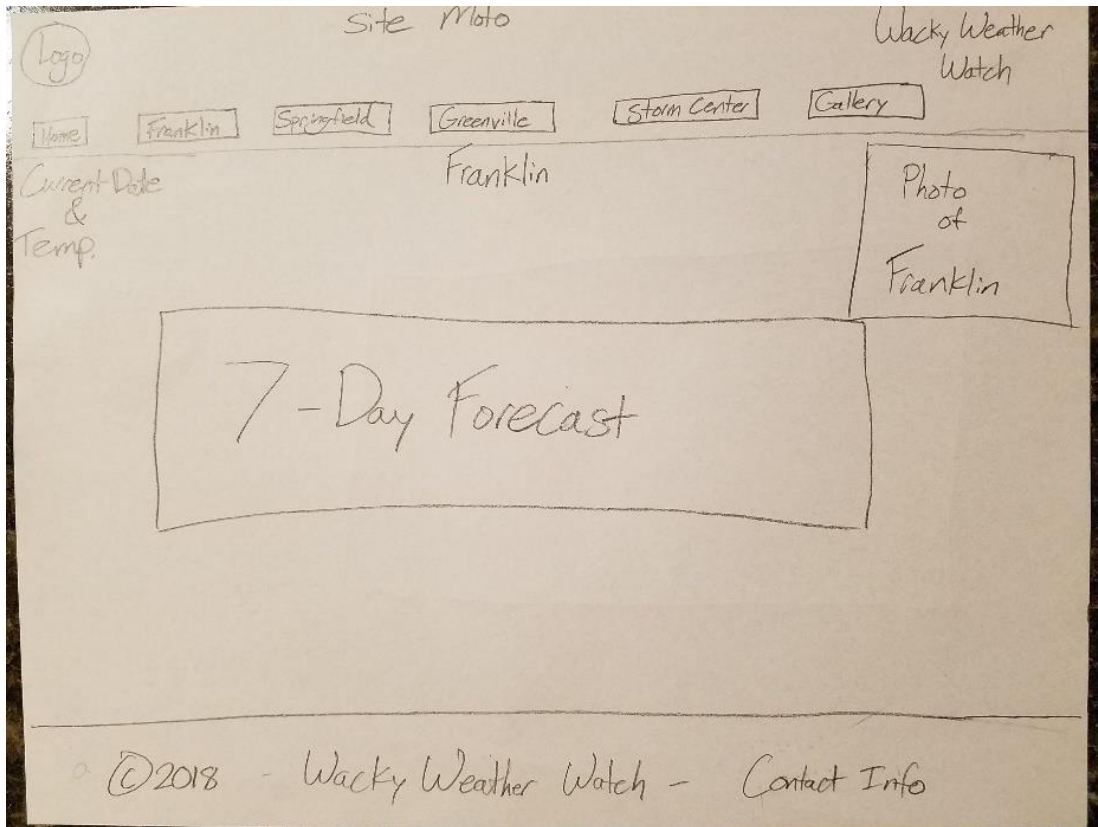 Logo
Site Moto
Wacky Weather
Watch
Home
Franklin
Springfield
Greenville
Storm Center
Gallery
Current Date
&
Temp.
Franklin
Photo
of
Franklin
7-Day Forecast
©2018 - Wacky Weather Watch - Contact Info